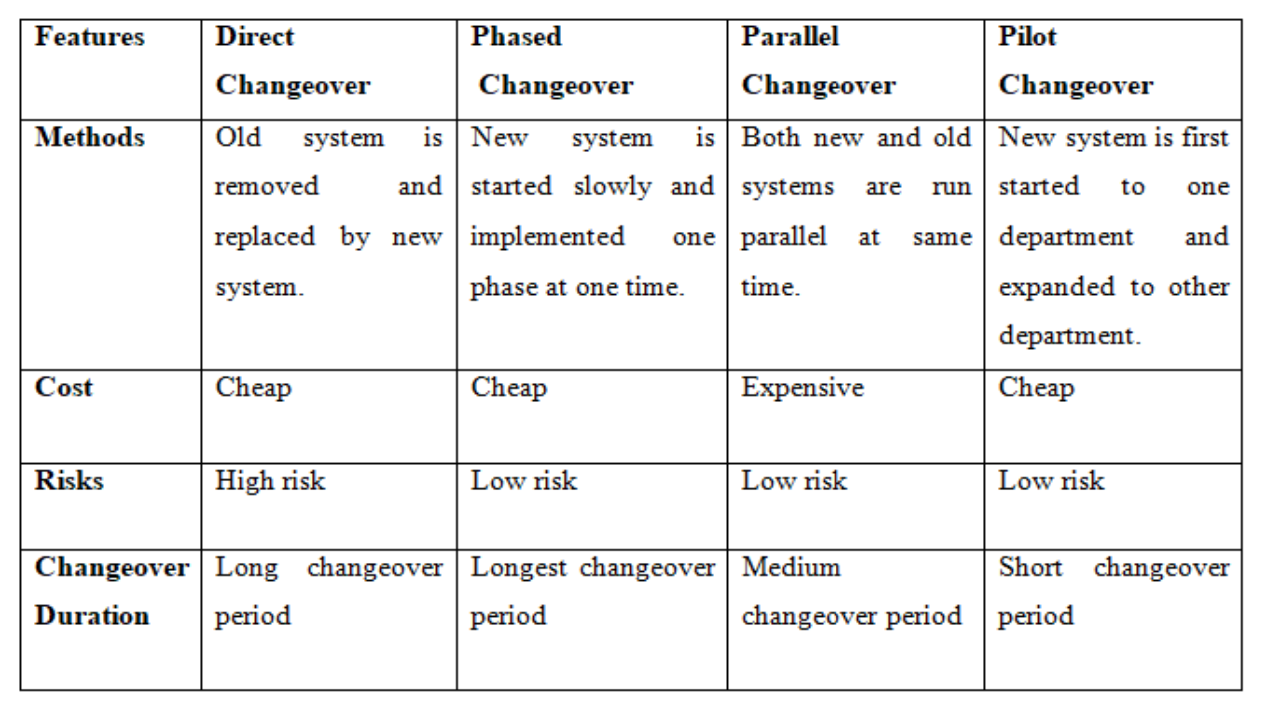 Features
Direct
Changeover
Phased
Changeover
Parallel
Changeover
Pilot
Changeover
Methods
Old system is
removed and
replaced by new
system.
New system is
started slowly and
implemented one
phase at one time.
Both new and old
systems are run
parallel at same
time.
New system is first
started to one
department and
expanded to other
department.
Cost
Cheap
Cheap
Expensive
Cheap
Risks
High risk
Low risk
Low risk
Low risk
Changeover
Duration
Long changeover
period
Longest changeover
period
Medium
changeover period
Short changeover
period